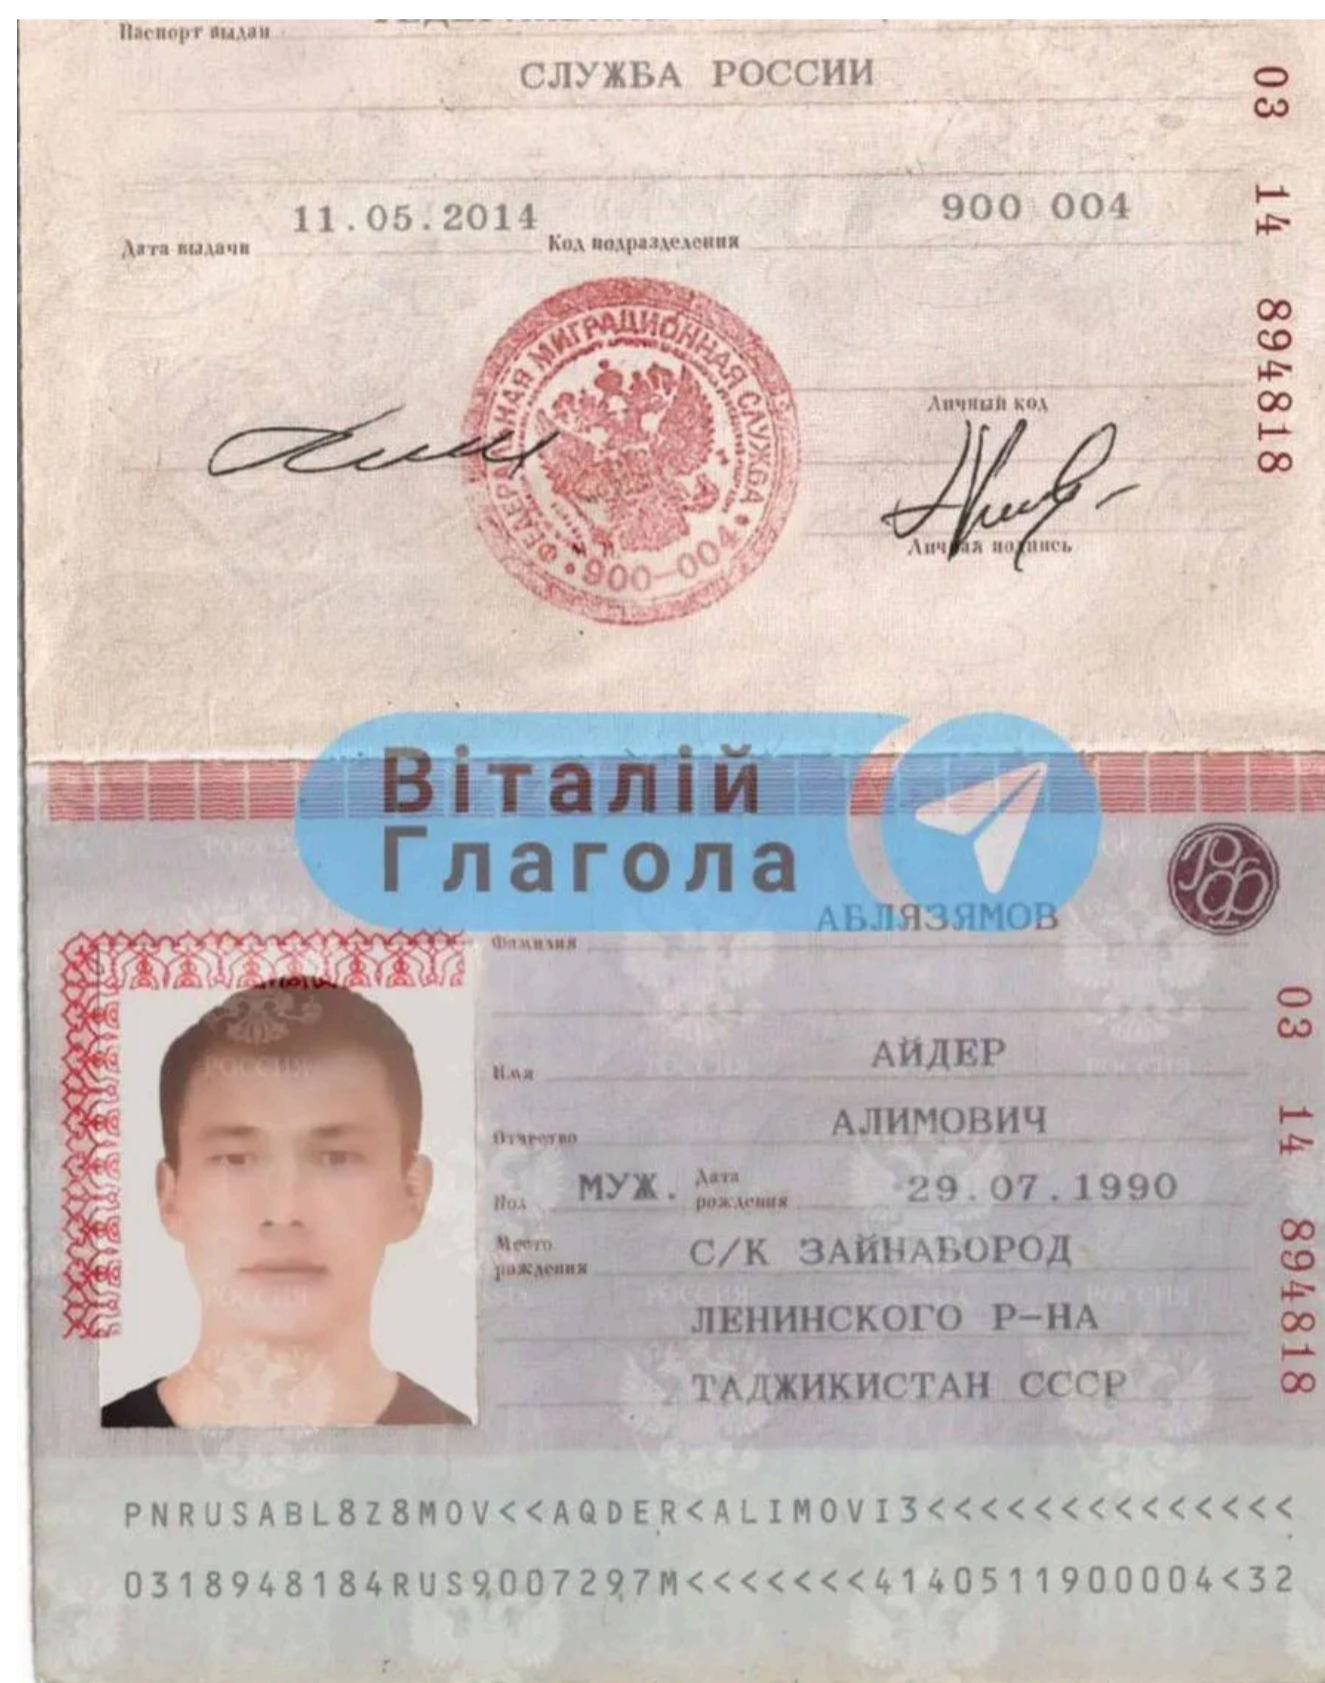 Паспорт выдан
СЛУЖБА РОССИИ
03 14 894818
Дата выдачи 11.05.2014 Код подразделения 900 004
ФЕДЕРАЛЬНАЯ МИГРАЦИОННАЯ СЛУЖБА
900-004
Личный код
Личная подпись
Віталій
Глагола
РФ
Фамилия АБЛЯЗЯМОВ
Имя АЙДЕР
Отчество АЛИМОВИЧ
Пол МУЖ. Дата рождения 29.07.1990
Место рождения С/К ЗАЙНАБОРОД
ЛЕНИНСКОГО Р-НА
ТАДЖИКИСТАН СССР
03 14 894818
РОССИЯ
PNRUSABL8Z8MOV<<AQDER<ALIMOVI3<<<<<<<<<<<<<<
0318948184RUS9007297M<<<<<<<4140511900004<32